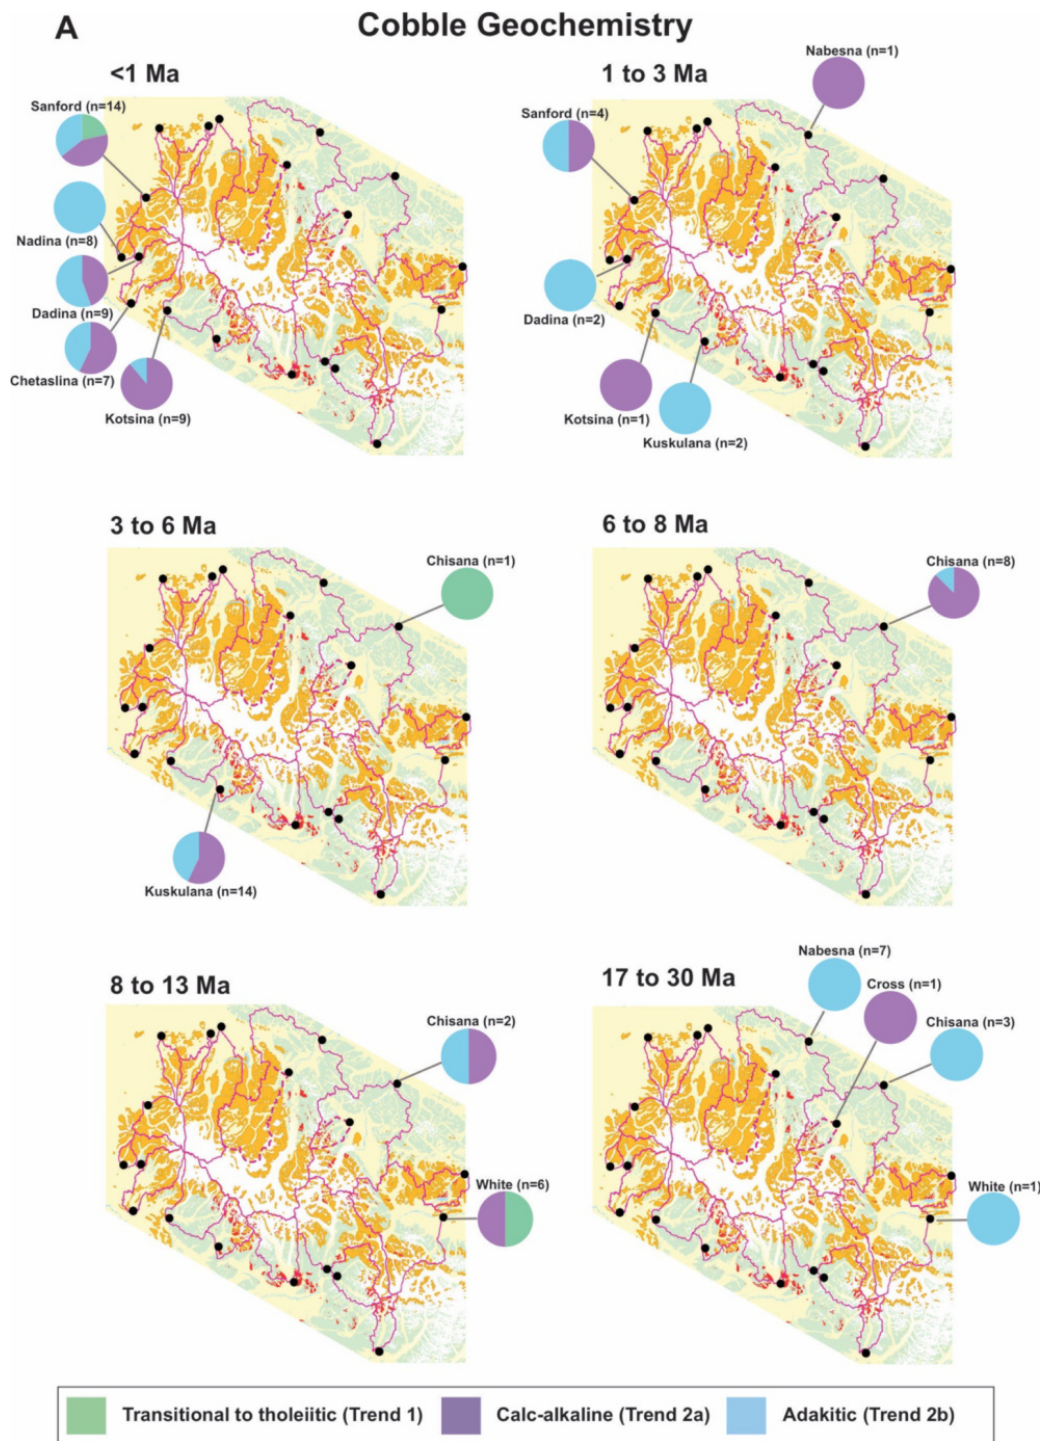 A
Cobble Geochemistry
<1 Ma
Sanford (n=14)
Nadina (n=8)
Dadina (n=9)
Chetaslina (n=7)
Kotsina (n=9)
1 to 3 Ma
Nabesna (n=1)
Sanford (n=4)
Dadina (n=2)
Kotsina (n=1)
Kuskulana (n=2)
3 to 6 Ma
Chisana (n=1)
Kuskulana (n=14)
6 to 8 Ma
Chisana (n=8)
8 to 13 Ma
Chisana (n=2)
White (n=6)
17 to 30 Ma
Nabesna (n=7)
Cross (n=1)
Chisana (n=3)
White (n=1)
Transitional to tholeiitic (Trend 1)
Calc-alkaline (Trend 2a)
Adakitic (Trend 2b)